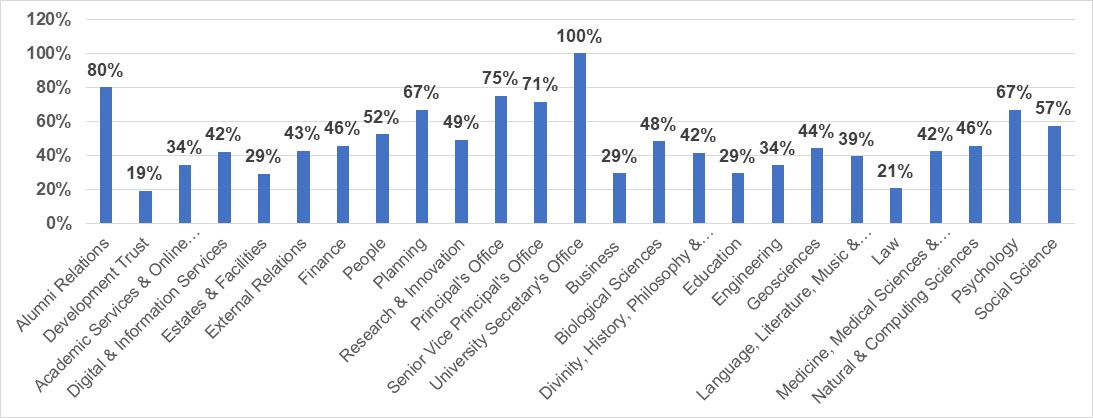 120%
100%
80%
60%
40%
20%
0%
80%
19%
34%
42%
29%
43%
46%
52%
67%
49%
75%
71%
100%
29%
48%
42%
29%
34%
44%
39%
21%
42%
46%
67%
57%
Alumni Relations
Development Trust
Academic Services & Online…
Digital & Information Services
Estates & Facilities
External Relations
Finance
People
Planning
Research & Innovation
Principal's Office
Senior Vice Principal's Office
University Secretary's Office
Business
Biological Sciences
Divinity, History, Philosophy &…
Education
Engineering
Geosciences
Language, Literature, Music &…
Law
Medicine, Medical Sciences &…
Natural & Computing Sciences
Psychology
Social Science